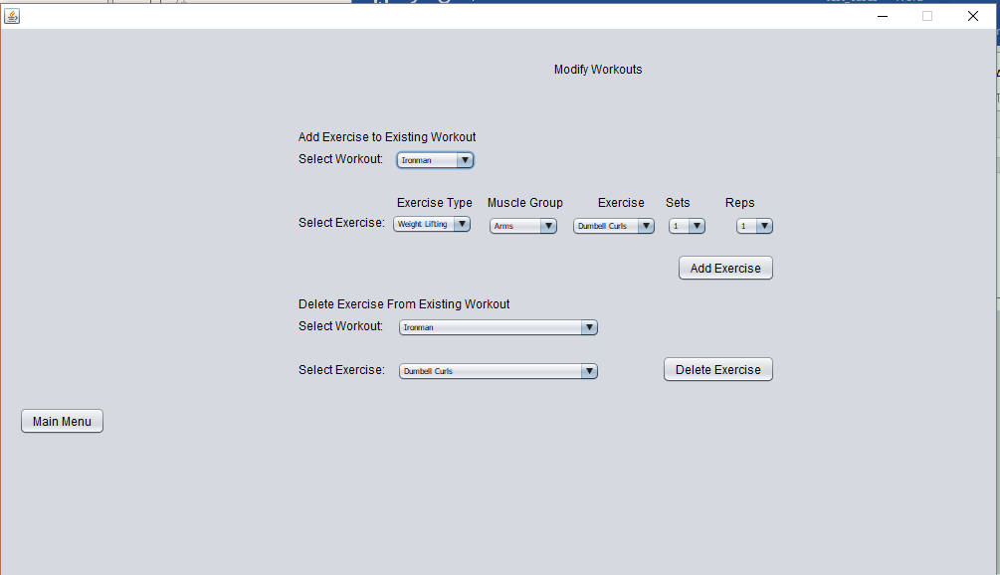 Modify Workouts
Add Exercise to Existing Workout
Select Workout: Ironman
Exercise Type Muscle Group Exercise Sets Reps
Select Exercise: Weight Lifting Arms Dumbell Curls 1 1
Add Exercise
Delete Exercise From Existing Workout
Select Workout: Ironman
Select Exercise: Dumbell Curls Delete Exercise
Main Menu